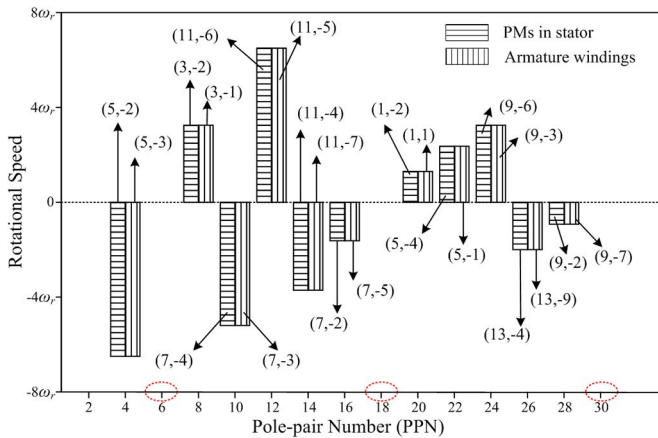 8ωr
(11,-6)
(11,-5)
PMs in stator
Armature windings
(3,-2)
(3,-1)
(5,-2)
(5,-3)
(11,-4)
(11,-7)
(1,-2)
(1,1)
(9,-6)
(9,-3)
4ωr
0
-4ωr
-8ωr
Rotational Speed
(5,-4)
(5,-1)
(9,-2)
(9,-7)
(7,-5)
(7,-2)
(13,-9)
(13,-4)
(7,-4)
(7,-3)
2 4 6 8 10 12 14 16 18 20 22 24 26 28 30
Pole-pair Number (PPN)